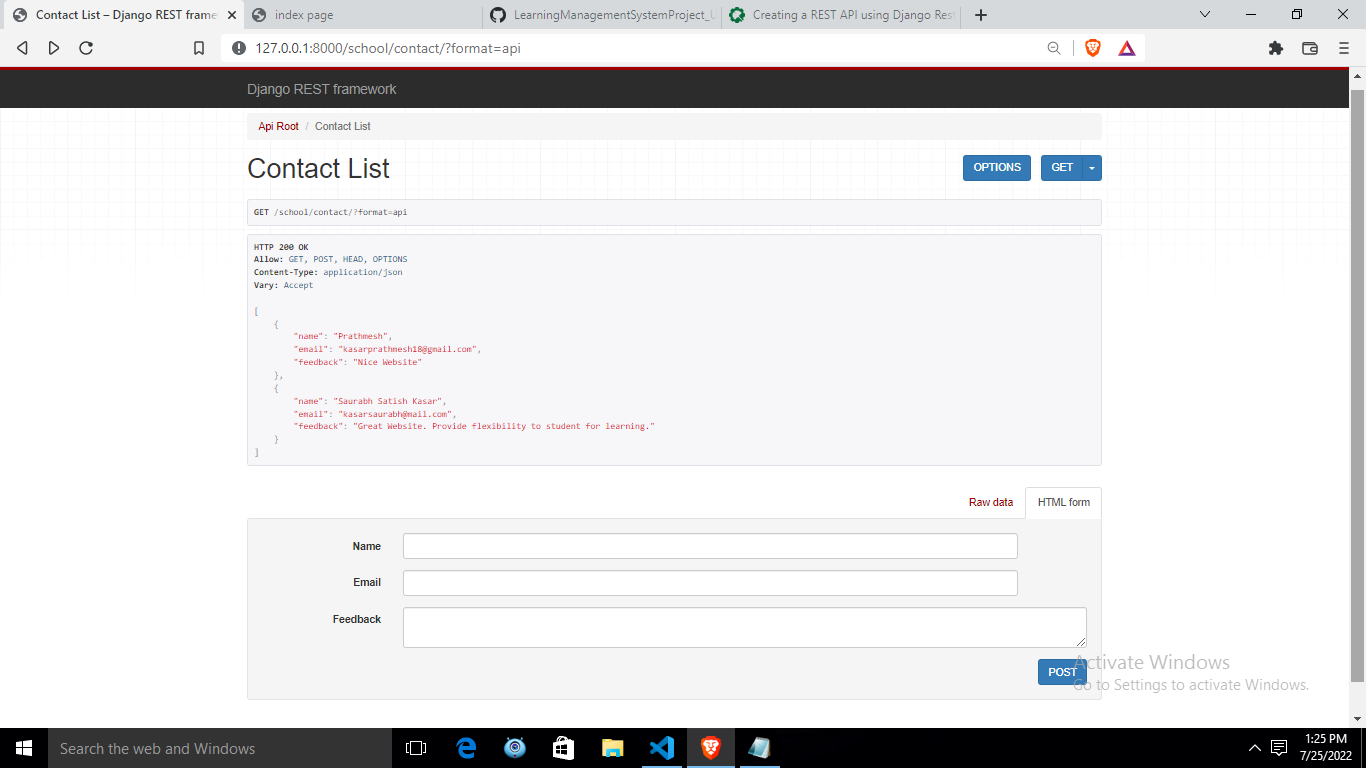 Contact List – Django REST frame
index page
LearningManagementSystemProject_U
Creating a REST API using Django Res
127.0.0.1:8000/school/contact/?format=api
Django REST framework
Api Root / Contact List
Contact List
OPTIONS
GET
GET /school/contact/?format=api
HTTP 200 OK
Allow: GET, POST, HEAD, OPTIONS
Content-Type: application/json
Vary: Accept
[
{
"name": "Prathmesh",
"email": "kasarprathmesh18@gmail.com",
"feedback": "Nice Website"
},
{
"name": "Saurabh Satish Kasar",
"email": "kasarsaurabh@mail.com",
"feedback": "Great Website. Provide flexibility to student for learning."
}
]
Raw data
HTML form
Name
Email
Feedback
POST
Activate Windows
Go to Settings to activate Windows.
Search the web and Windows
1:25 PM
7/25/2022